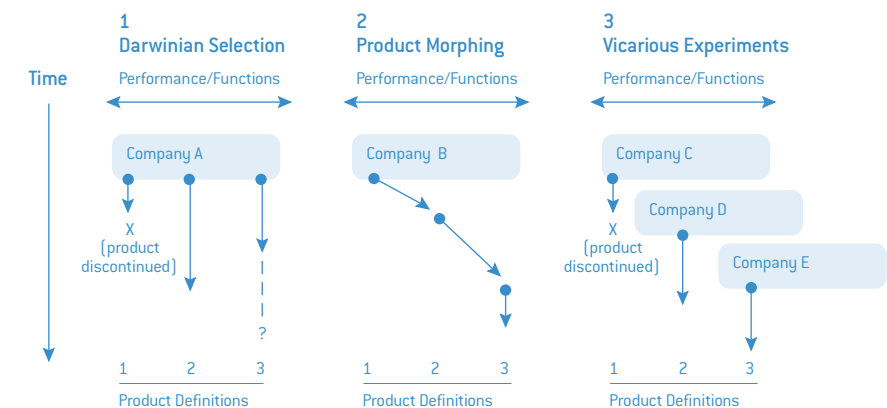 Time
1
Darwinian Selection
Performance/Functions
Company A
X
(product
discontinued)
?
1 2 3
Product Definitions
2
Product Morphing
Performance/Functions
Company B
1 2 3
Product Definitions
3
Vicarious Experiments
Performance/Functions
Company C
X
(product
discontinued)
Company D
Company E
1 2 3
Product Definitions